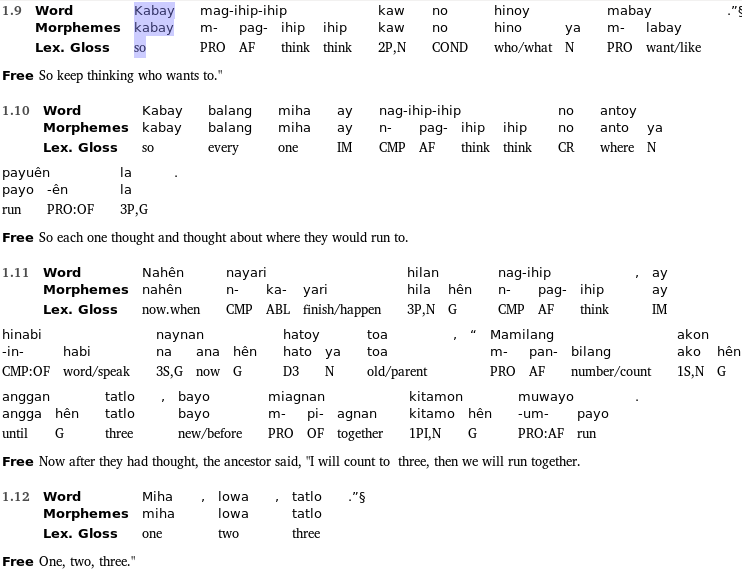 1.9 Word Kabay mag-ihip-ihip kaw no hinoy mabay .”§
Morphemes kabay m- pag- ihip ihip kaw no hino ya m- labay
Lex. Gloss so PRO AF think think 2P,N COND who/what N PRO want/like
Free So keep thinking who wants to."
1.10 Word Kabay balang miha ay nag-ihip-ihip no antoy
Morphemes kabay balang miha ay n- pag- ihip ihip no anto ya
Lex. Gloss so every one IM CMP AF think think CR where N
payuên la .
payo -ên la
run PRO:OF 3P,G
Free So each one thought and thought about where they would run to.
1.11 Word Nahên nayari hilan nag-ihip , ay
Morphemes nahên n- ka- yari hila hên n- pag- ihip ay
Lex. Gloss now.when CMP ABL finish/happen 3P,N G CMP AF think IM
hinabi naynan hatoy toa , “ Mamilang akon
-in- habi na ana hên hato ya toa m- pan- bilang ako hên
CMP:OF word/speak 3S,G now G D3 N old/parent PRO AF number/count 1S,N G
anggan tatlo , bayo miagnan kitamon muwayo .
angga hên tatlo bayo m- pi- agnan kitamo hên -um- payo
until G three new/before PRO OF together 1PI,N G PRO:AF run
Free Now after they had thought, the ancestor said, "I will count to three, then we will run together.
1.12 Word Miha , lowa , tatlo .”§
Morphemes miha lowa tatlo
Lex. Gloss one two three
Free One, two, three."